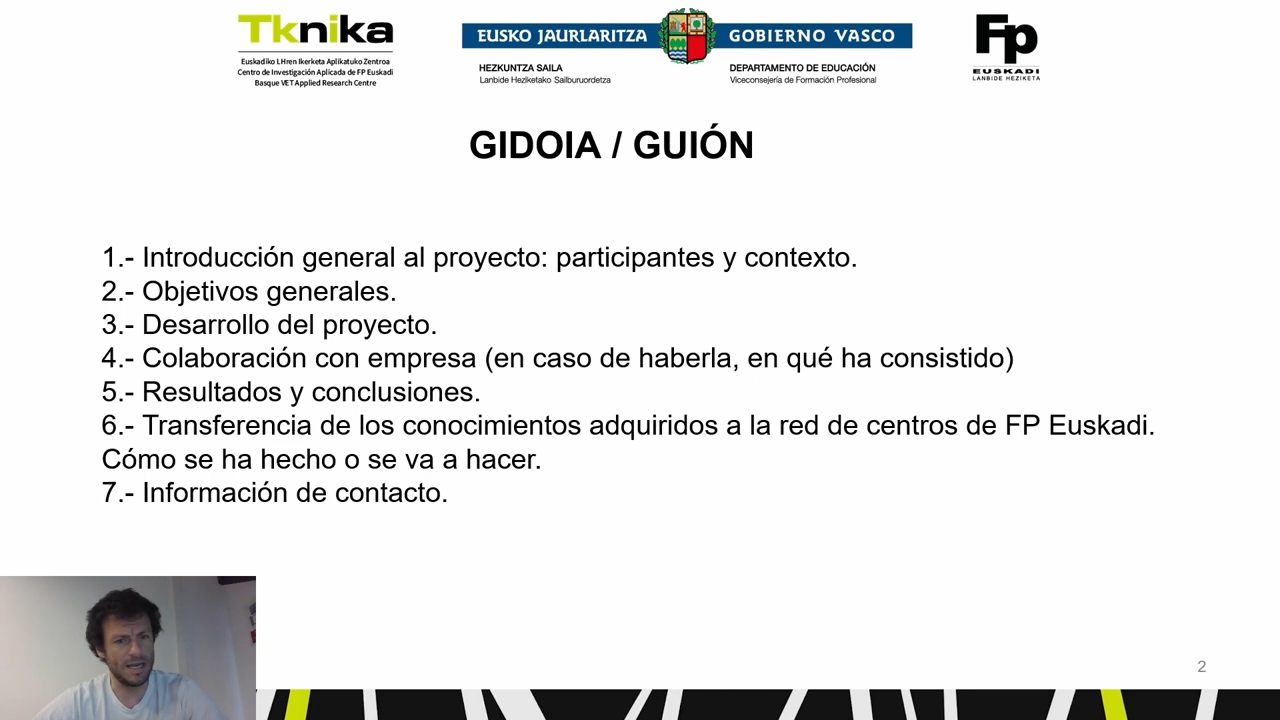 Tknika
Euskadiko LHren Ikerketa Aplikatuko Zentroa
Centro de Investigación Aplicada de FP Euskadi
Basque VET Applied Research Centre
EUSKO JAURLARITZA GOBIERNO VASCO
HEZKUNTZA SAILA
Lanbide Heziketako Sailburuordetza
DEPARTAMENTO DE EDUCACIÓN
Viceconsejería de Formación Profesional
Fp
EUSKADI
LANBIDE HEZIKETA
GIDOIA / GUIÓN
1.- Introducción general al proyecto: participantes y contexto.
2.- Objetivos generales.
3.- Desarrollo del proyecto.
4.- Colaboración con empresa (en caso de haberla, en qué ha consistido)
5.- Resultados y conclusiones.
6.- Transferencia de los conocimientos adquiridos a la red de centros de FP Euskadi.
Cómo se ha hecho o se va a hacer.
7.- Información de contacto.
2